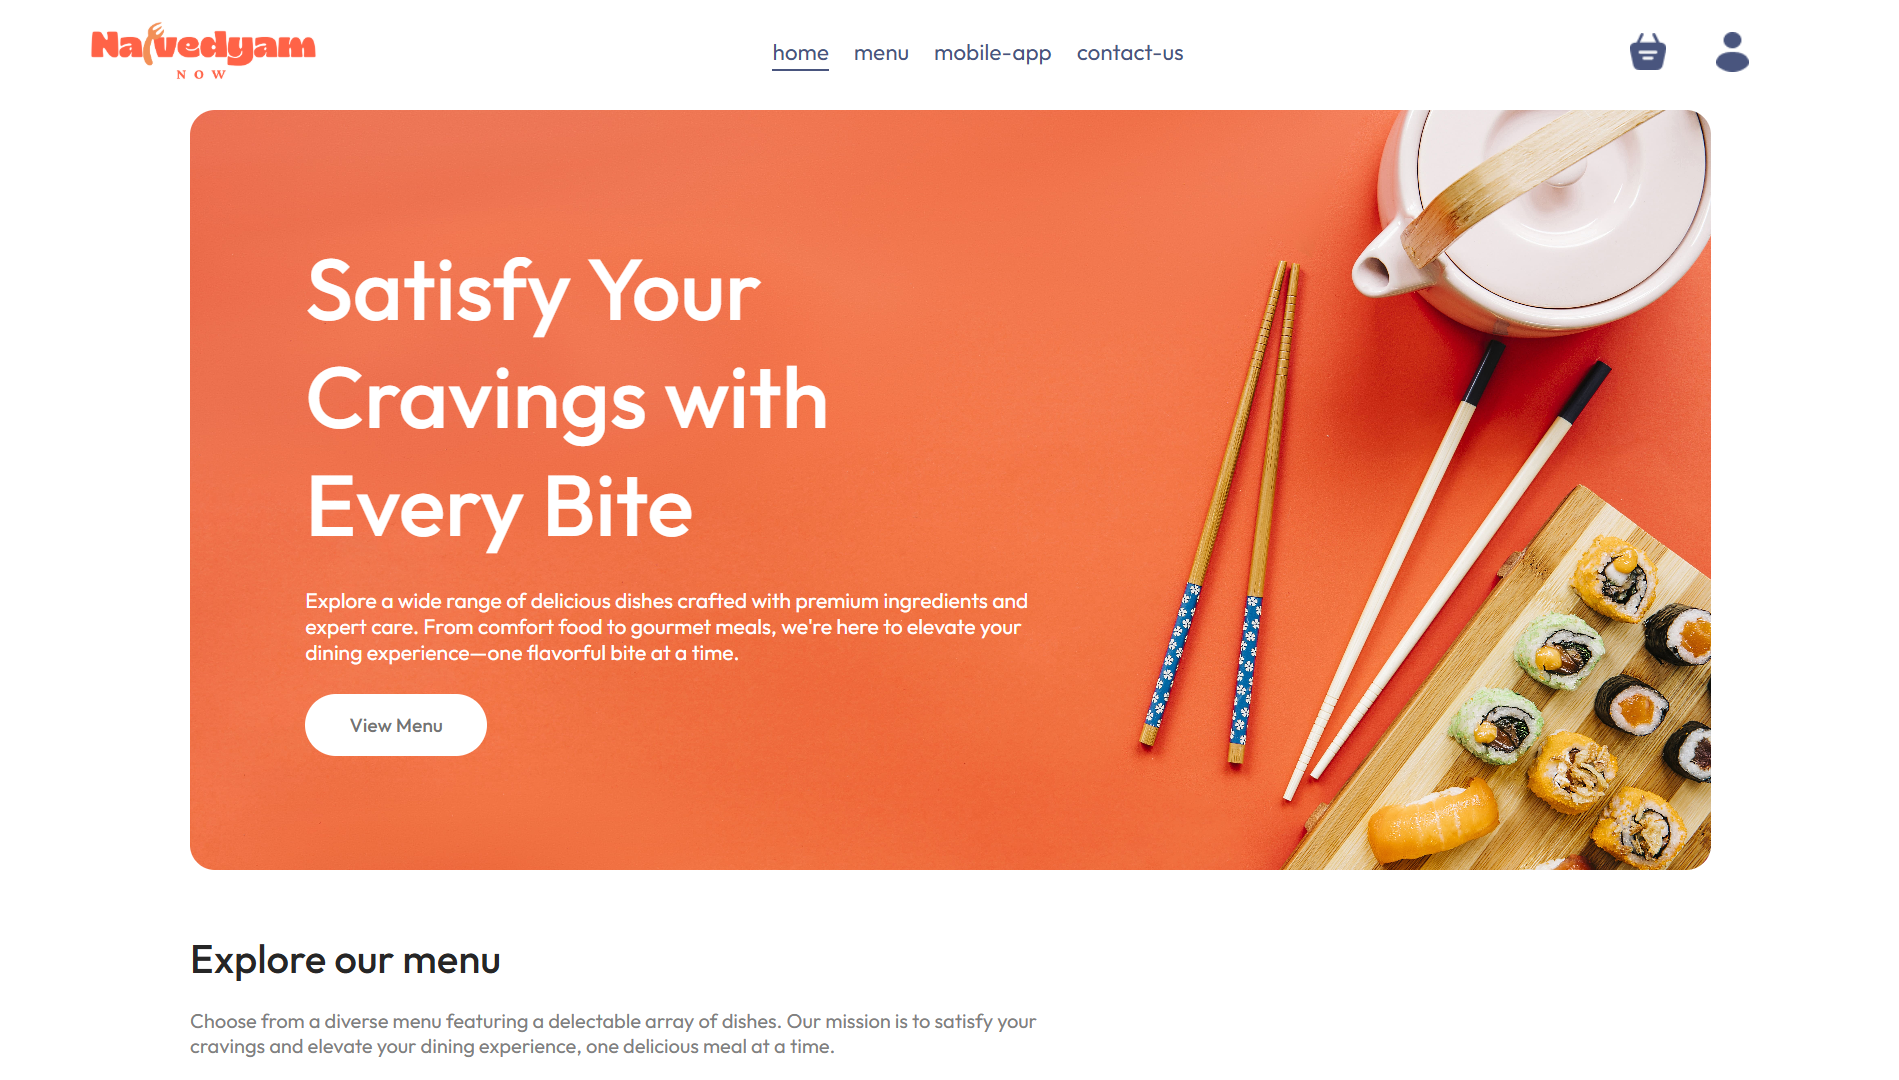 Naivedyam
NOW
home menu mobile-app contact-us
Satisfy Your
Cravings with
Every Bite
Explore a wide range of delicious dishes crafted with premium ingredients and
expert care. From comfort food to gourmet meals, we're here to elevate your
dining experience—one flavorful bite at a time.
View Menu
Explore our menu
Choose from a diverse menu featuring a delectable array of dishes. Our mission is to satisfy your
cravings and elevate your dining experience, one delicious meal at a time.